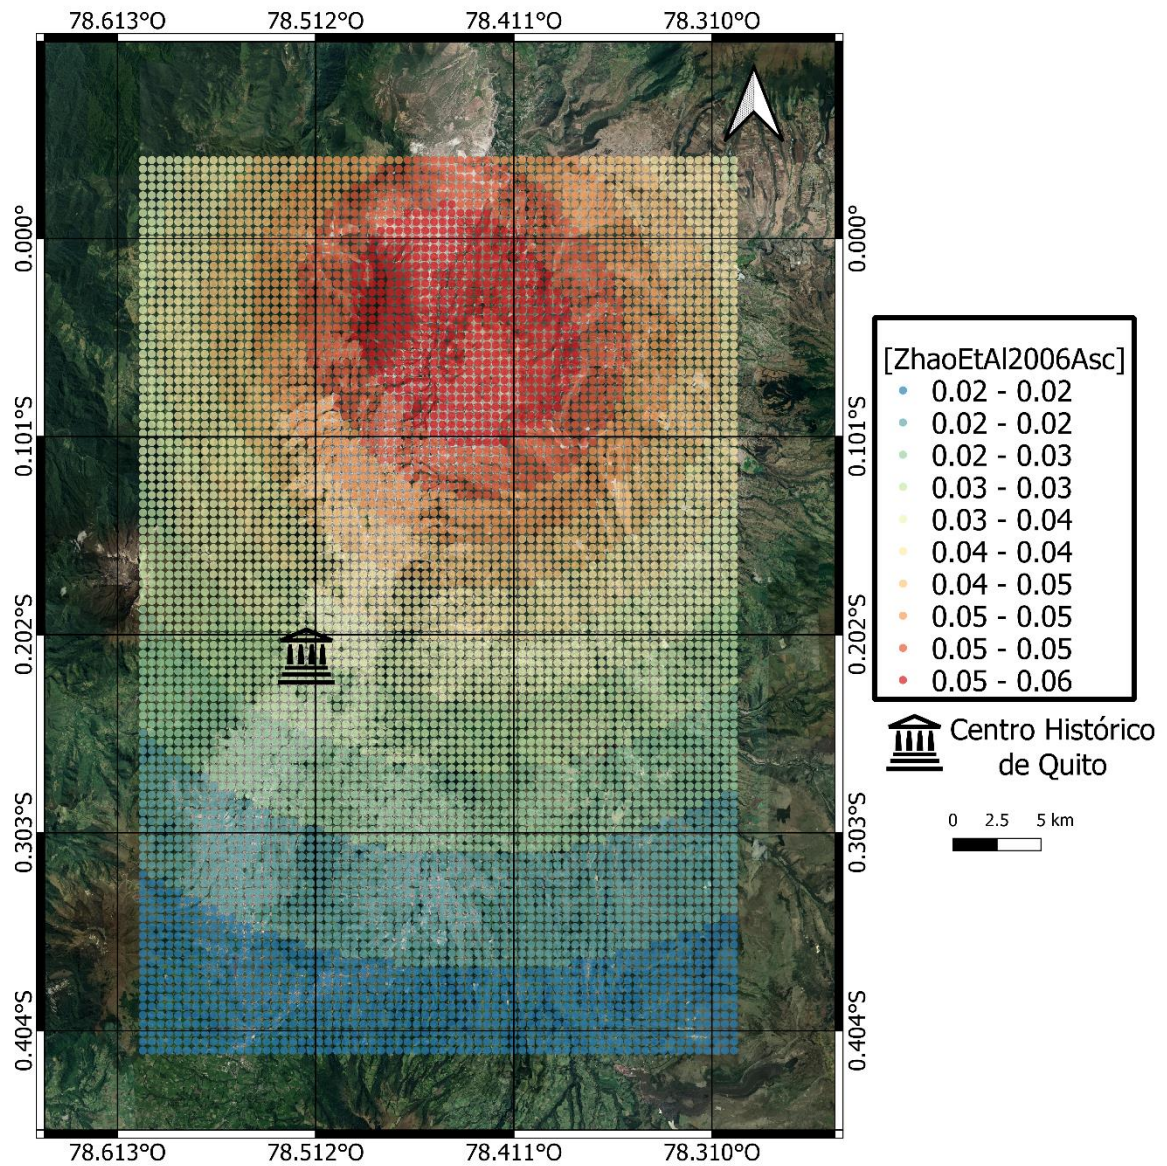 78.613°O 78.512°O 78.411°O 78.310°O
0.000° 0.000°
0.101°S 0.101°S
0.202°S 0.202°S
0.303°S 0.303°S
0.404°S 0.404°S
78.613°O 78.512°O 78.411°O 78.310°O
[ZhaoEtAl2006Asc]
0.02 - 0.02
0.02 - 0.02
0.02 - 0.03
0.03 - 0.03
0.03 - 0.04
0.04 - 0.04
0.04 - 0.05
0.05 - 0.05
0.05 - 0.05
0.05 - 0.06
Centro Histórico
de Quito
0 2.5 5 km